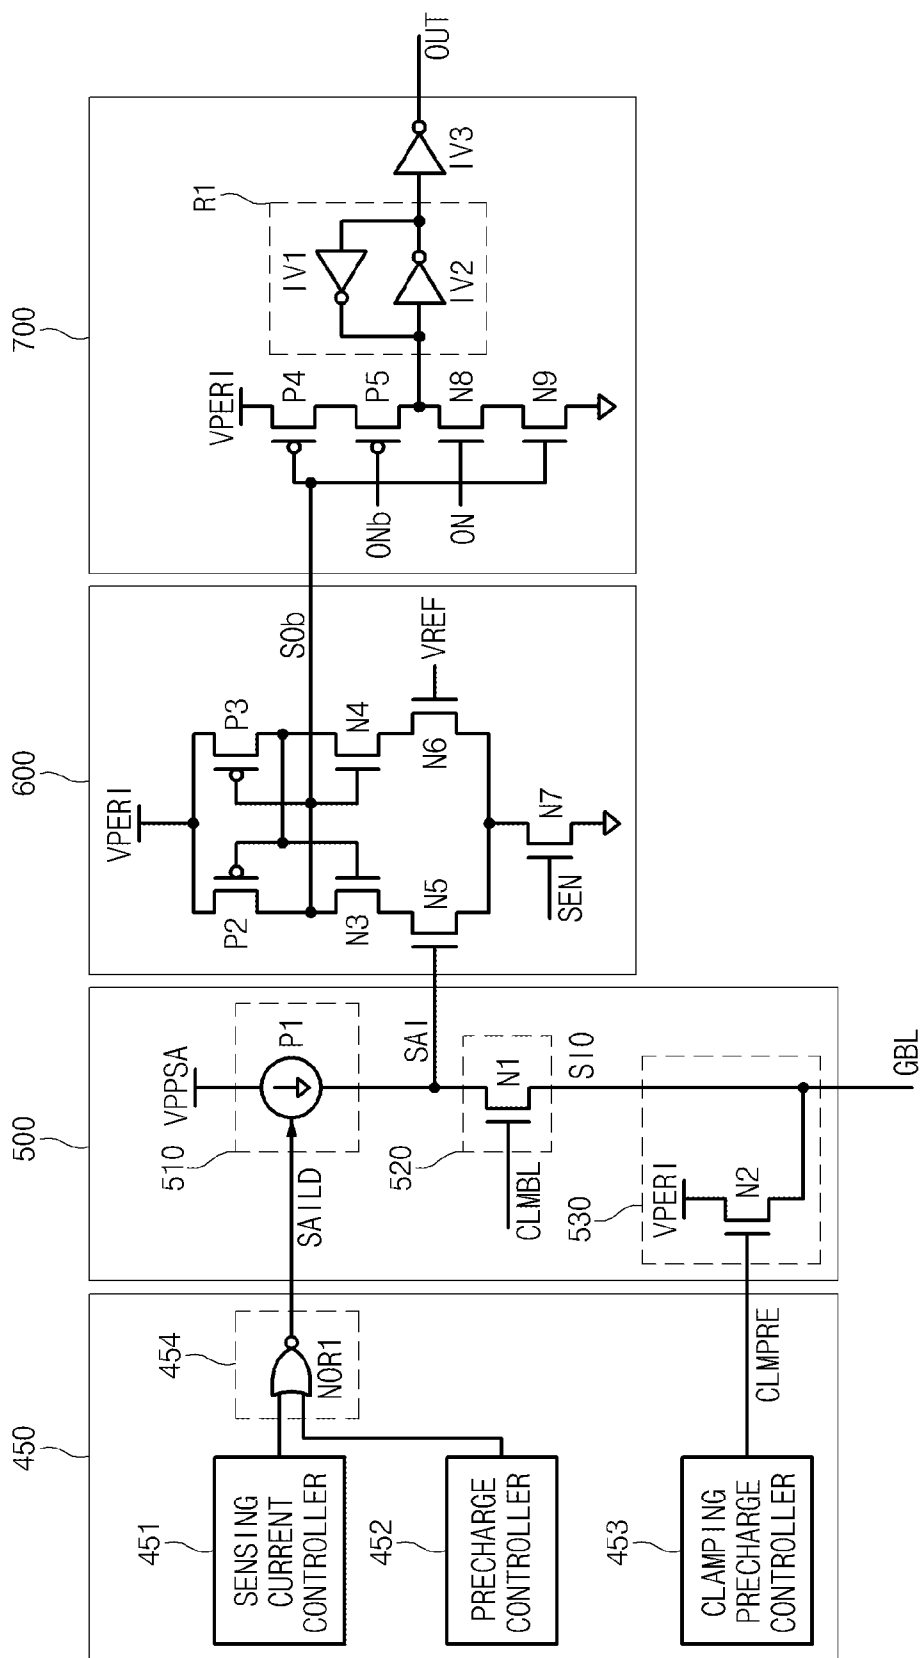 450
451
SENSING
CURRENT
CONTROLLER
452
PRECHARGE
CONTROLLER
453
CLAMPING
PRECHARGE
CONTROLLER
454
NOR1
SAILD
CLMPRE
500
VPPSA
510
P1
SAI
520
N1
CLMBL
SIO
530
VPERI
N2
GBL
600
VPERI
P2
P3
SOb
N3
N4
N5
N6
VREF
SEN
N7
700
VPERI
P4
P5
ONb
N8
ON
N9
R1
IV1
IV2
IV3
OUT